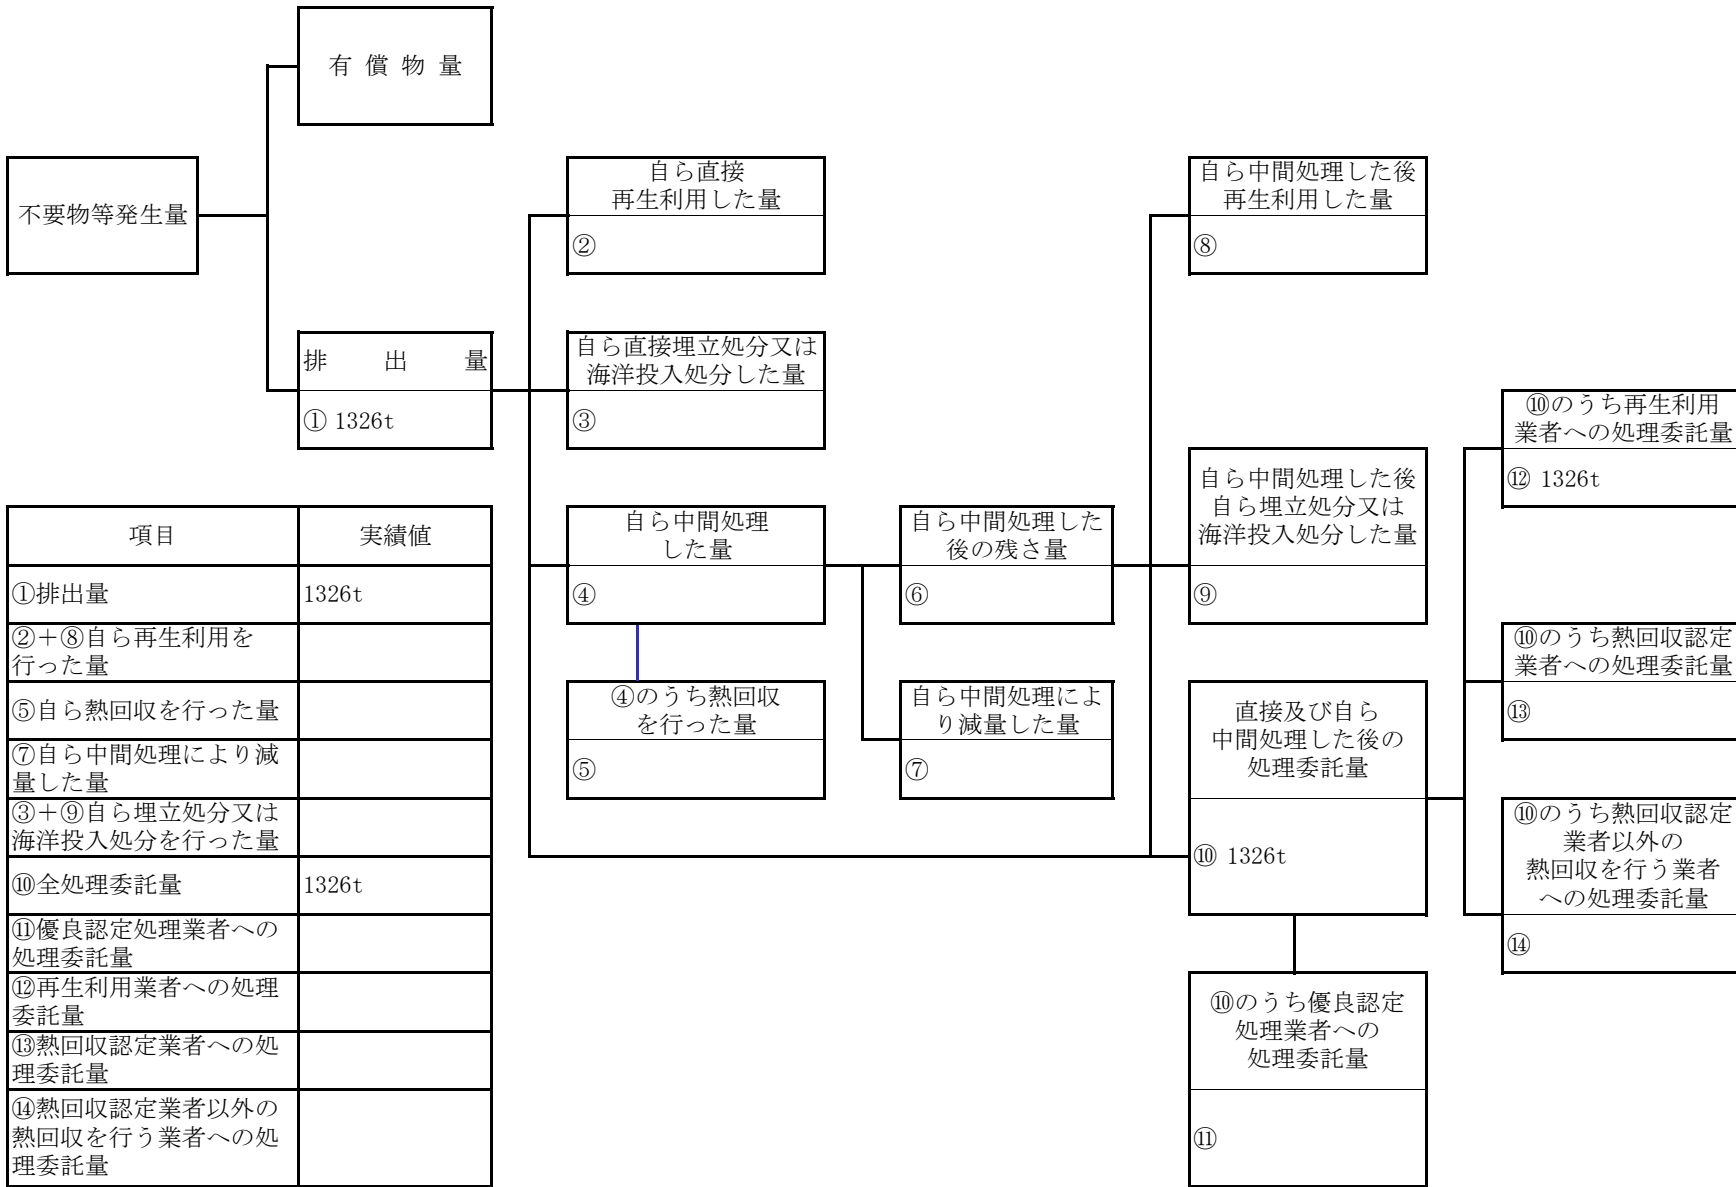 有償物量
不要物等発生量
自ら直接
再生利用した量
②
自ら中間処理した後
再生利用した量
⑧
排出量
① 1326t
自ら直接埋立処分又は
海洋投入処分した量
③
⑩のうち再生利用
業者への処理委託量
⑫ 1326t
自ら中間処理した後
自ら埋立処分又は
海洋投入処分した量
⑨
自ら中間処理
した量
④
自ら中間処理した
後の残さ量
⑥
⑩のうち熱回収認定
業者への処理委託量
⑬
④のうち熱回収
を行った量
⑤
自ら中間処理によ
り減量した量
⑦
直接及び自ら
中間処理した後の
処理委託量
⑩ 1326t
⑩のうち熱回収認定
業者以外の
熱回収を行う業者
への処理委託量
⑭
⑩のうち優良認定
処理業者への
処理委託量
⑪
項目 実績値
①排出量 1326t
②+⑧自ら再生利用を
行った量
⑤自ら熱回収を行った量
⑦自ら中間処理により減
量した量
③+⑨自ら埋立処分又は
海洋投入処分を行った量
⑩全処理委託量 1326t
⑪優良認定処理業者への
処理委託量
⑫再生利用業者への処理
委託量
⑬熱回収認定業者への処
理委託量
⑭熱回収認定業者以外の
熱回収を行う業者への処
理委託量